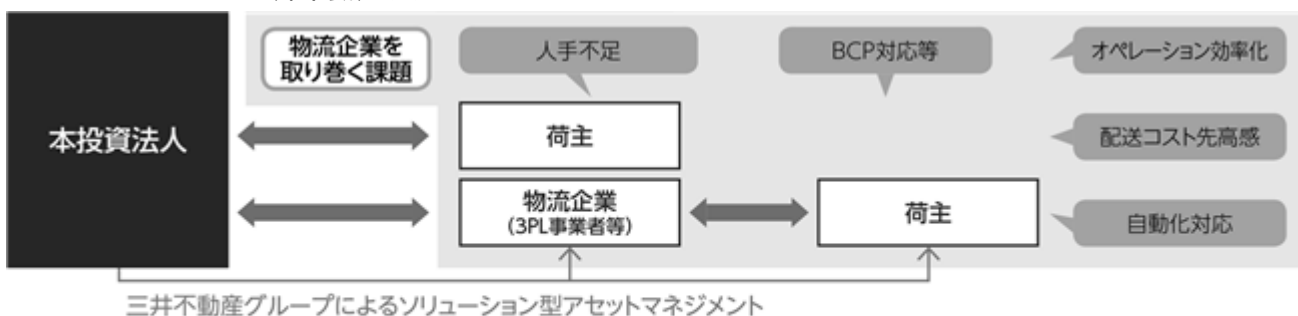 物流企業を
取り巻く課題
人手不足
BCP対応等
オペレーション効率化
本投資法人
荷主
配送コスト先高感
物流企業
(3PL事業者等)
荷主
自動化対応
三井不動産グループによるソリューション型アセットマネジメント